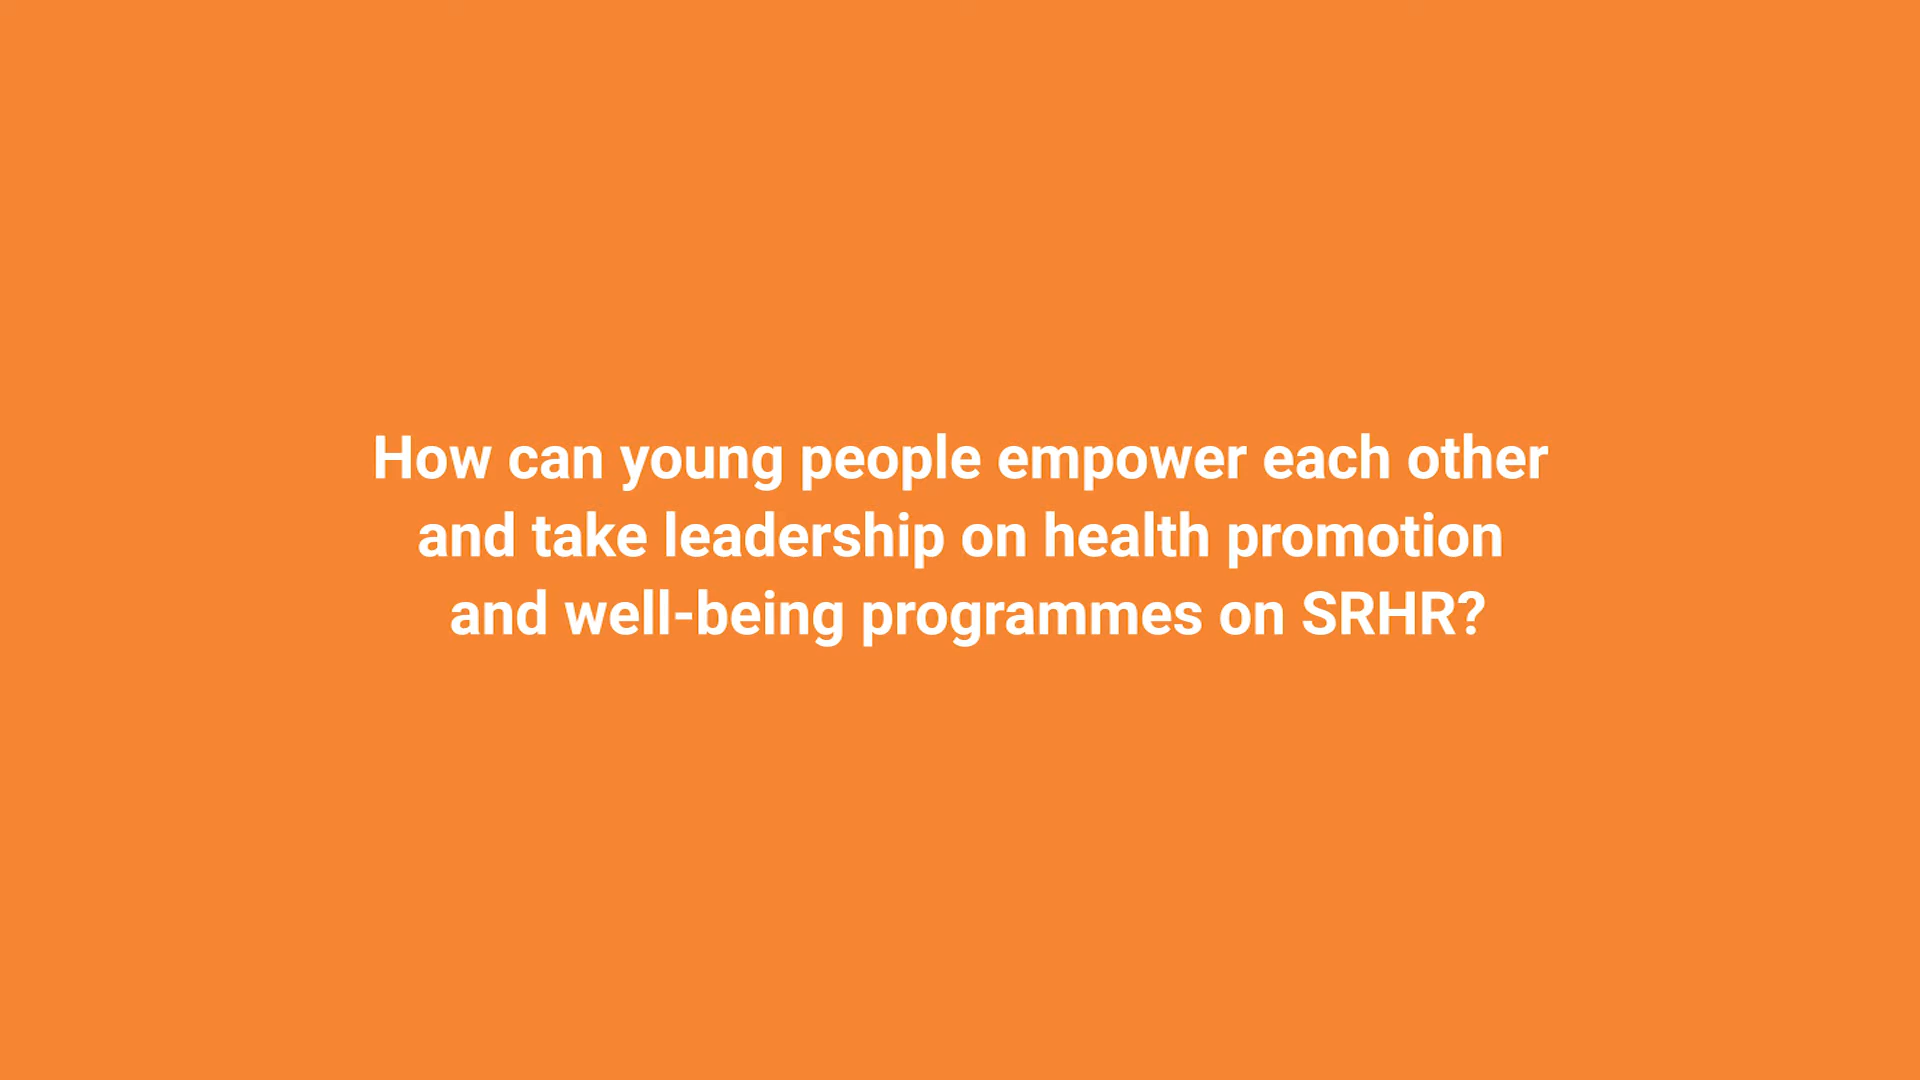 How can young people empower each other
and take leadership on health promotion
and well-being programmes on SRHR?